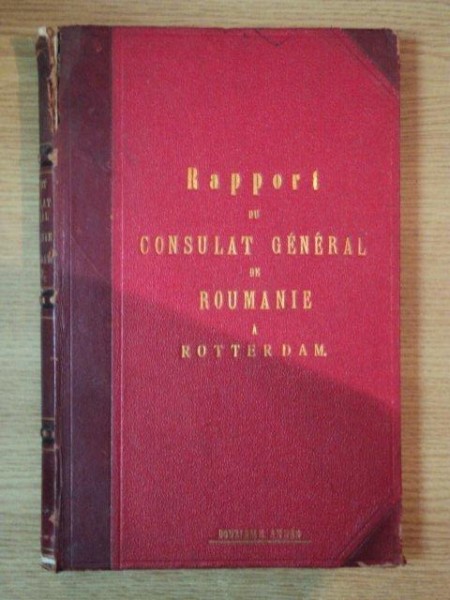 Rapport
DU
CONSULAT GÉNÉRAL
DE
ROUMANIE
A
ROTTERDAM.